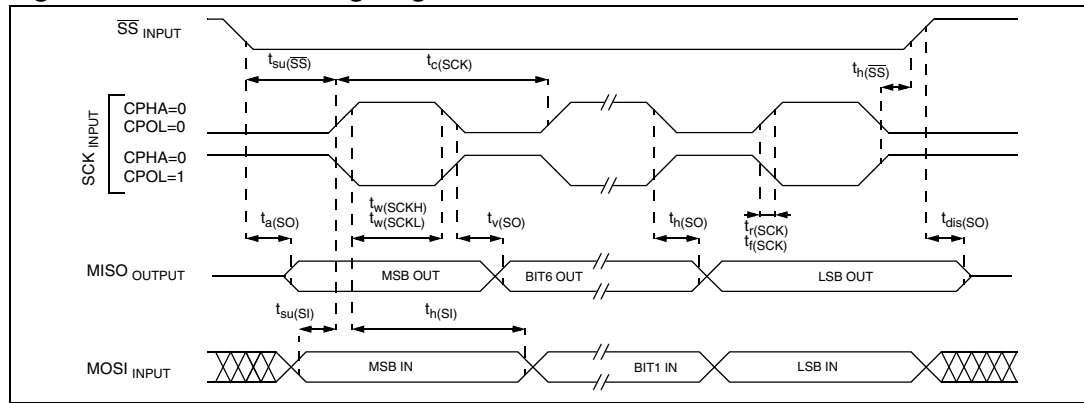 SS INPUT
tsu(SS)
tc(SCK)
th(SS)
SCK INPUT
CPHA=0
CPOL=0
CPHA=0
CPOL=1
ta(SO)
tw(SCKH)
tw(SCKL)
tv(SO)
th(SO)
tr(SCK)
tf(SCK)
tdis(SO)
MISO OUTPUT
MSB OUT
BIT6 OUT
LSB OUT
tsu(SI)
th(SI)
MOSI INPUT
MSB IN
BIT1 IN
LSB IN